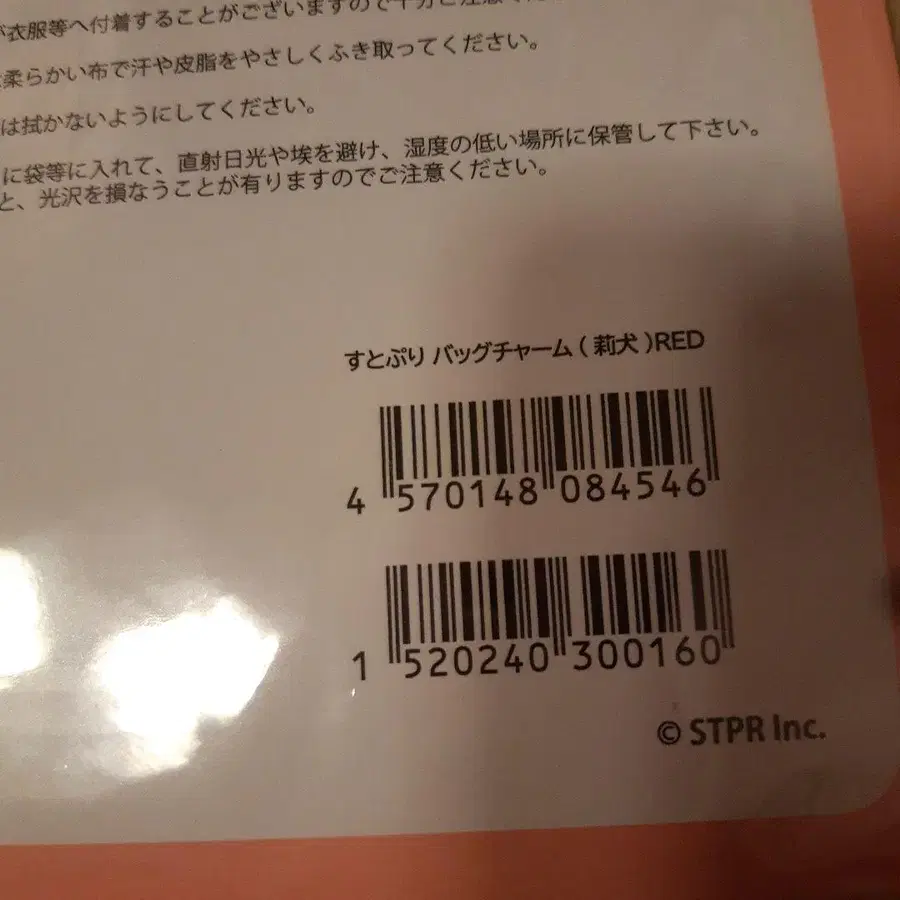 が衣服等へ付着することがございますので十分ご注意
柔らかい布で汗や皮脂をやさしくふき取ってください。
は拭かないようにしてください。
に袋等に入れて、直射日光や埃を避け、湿度の低い場所に保管して下さい。
と、光沢を損なうことが有りますのでご注意ください。
すとぷり バッグチャーム ( 莉犬 )RED
4 570148 084546
1 520240 300160
© STPR Inc.